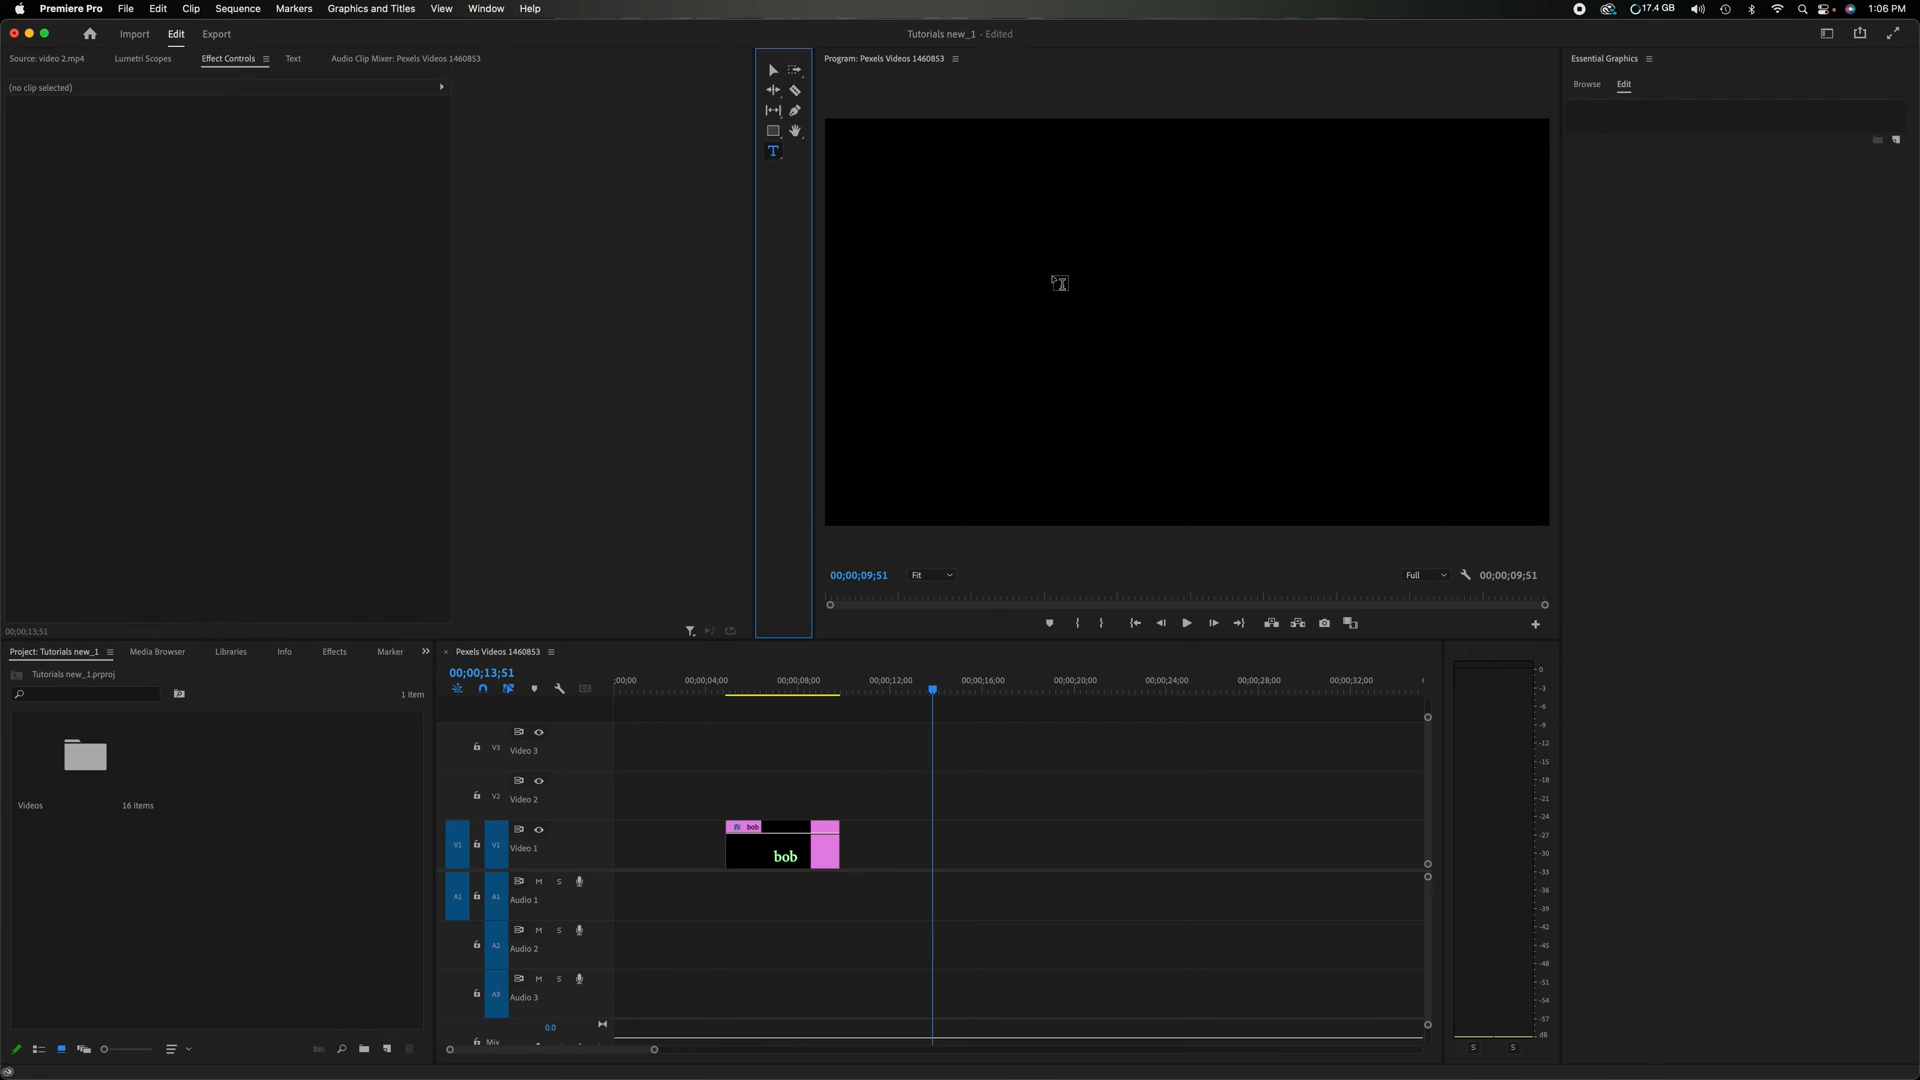 Premiere Pro File Edit Clip Sequence Markers Graphics and Titles View Window Help 17.4 GB 1:06 PM
Import Edit Export Tutorials new_1 - Edited
Source: video 2.mp4 Lumetri Scopes Effect Controls Text Audio Clip Mixer: Pexels Videos 1460853 Program: Pexels Videos 1460853 Essential Graphics
(no clip selected) Browse Edit
T
00;00;09;51 Fit Full 00;00;09;51
00;00;13;51
Project: Tutorials new_1 Media Browser Libraries Info Effects Marker Pexels Videos 1460853
Tutorials new_1.prproj 00;00;13;51
1 item
;00;00 00;00;04;00 00;00;08;00 00;00;12;00 00;00;16;00 00;00;20;00 00;00;24;00 00;00;28;00 00;00;32;00
V3 Video 3
V2 Video 2
Videos 16 items
V1 V1 Video 1 fx bob
bob
A1 A1 M S Audio 1
A2 M S Audio 2
A3 M S Audio 3
0.0
Mix
0
-3
-6
-9
-12
-15
-18
-21
-24
-27
-30
-33
-36
-39
-42
-45
-48
-51
-54
-57
dB
S S